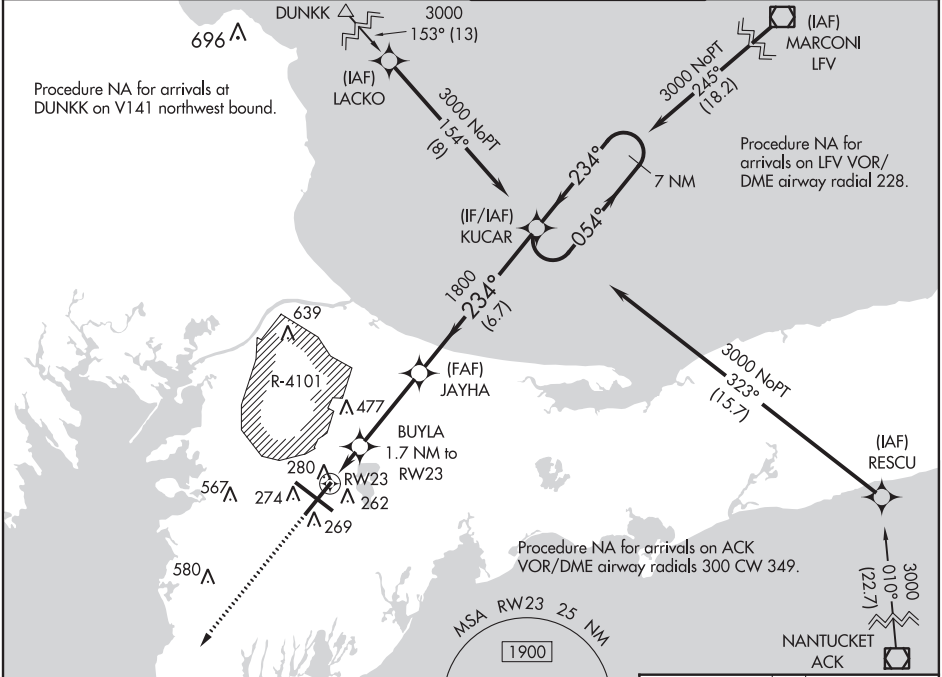 DUNKK
3000
153° (13)
696
(IAF)
MARCONI
LFV
(IAF)
LACKO
3000 NoPT
245°
(18.2)
Procedure NA for arrivals at
DUNKK on V141 northwest bound.
3000 NoPT
154°
(8)
Procedure NA for
arrivals on LFV VOR/
DME airway radial 228.
234°
7 NM
054°
(IF/IAF)
KUCAR
1800
234°
(6.7)
639
R-4101
(FAF)
JAYHA
3000 NoPT
323°
(15.7)
477
BUYLA
1.7 NM to
RW23
(IAF)
RESCU
280
RW23
567
274
262
269
Procedure NA for arrivals on ACK
VOR/DME airway radials 300 CW 349.
580
3000
010°
(22.7)
MSA RW23 25 NM
1900
NANTUCKET
ACK